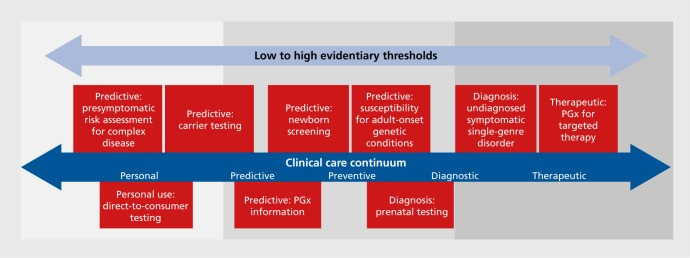 Low to high evidentiary thresholds
Predictive:
presymptomatic
risk assessment
for complex
disease
Predictive:
carrier testing
Predictive:
newborn
screening
Predictive:
susceptibility
for adult-onset
genetic
conditions
Diagnosis:
undiagnosed
symptomatic
single-genre
disorder
Therapeutic:
PGx for
targeted
therapy
Clinical care continuum
Personal
Predictive
Preventive
Diagnostic
Therapeutic
Personal use:
direct-to-consumer
testing
Predictive: PGx
information
Diagnosis:
prenatal testing